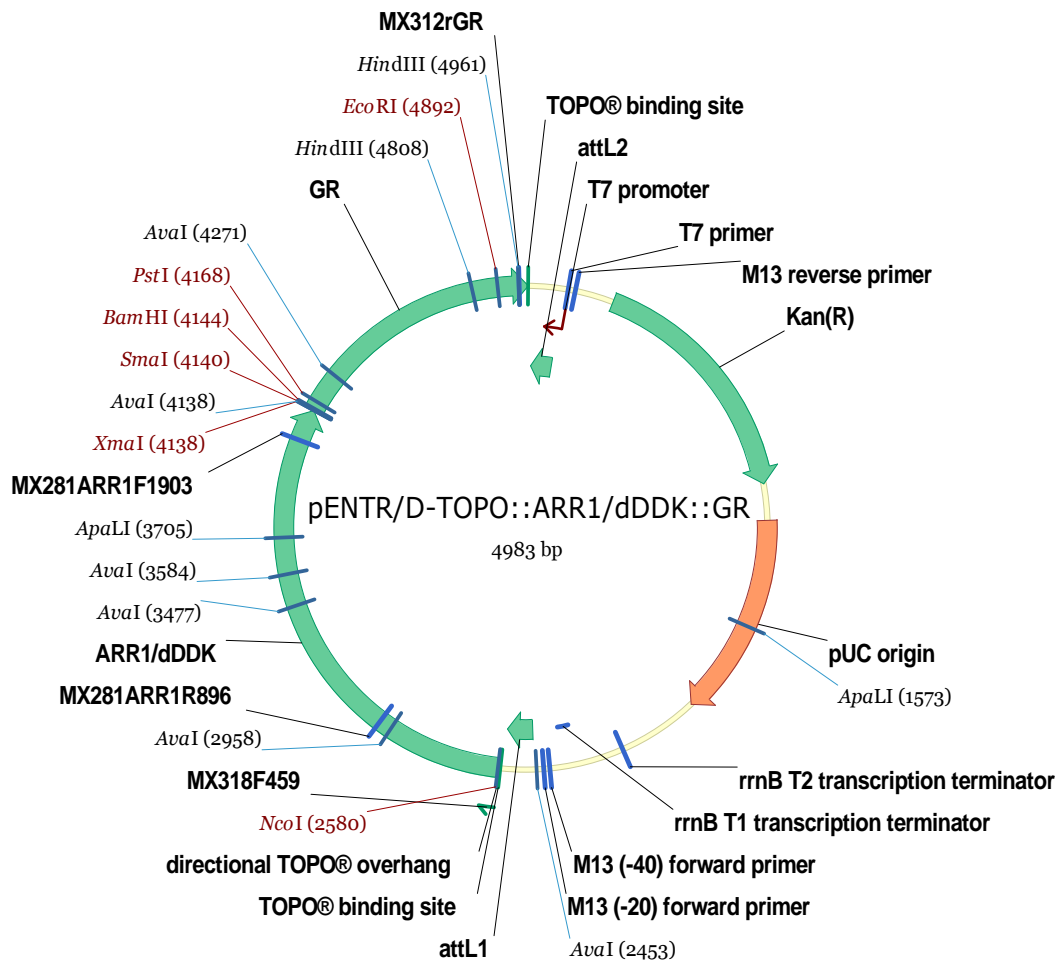 MX312rGR
HindIII (4961)
EcoRI (4892)
HindIII (4808)
GR
AvaI (4271)
PstI (4168)
BamHI (4144)
SmaI (4140)
AvaI (4138)
XmaI (4138)
MX281ARR1F1903
ApaLI (3705)
AvaI (3584)
AvaI (3477)
ARR1/dDDK
MX281ARR1R896
AvaI (2958)
MX318F459
NcoI (2580)
directional TOPO® overhang
TOPO® binding site
attL1
TOPO® binding site
attL2
T7 promoter
T7 primer
M13 reverse primer
Kan(R)
pENTR/D-TOPO::ARR1/dDDK::GR
4983 bp
pUC origin
ApaLI (1573)
rrnB T2 transcription terminator
rrnB T1 transcription terminator
M13 (-40) forward primer
M13 (-20) forward primer
AvaI (2453)